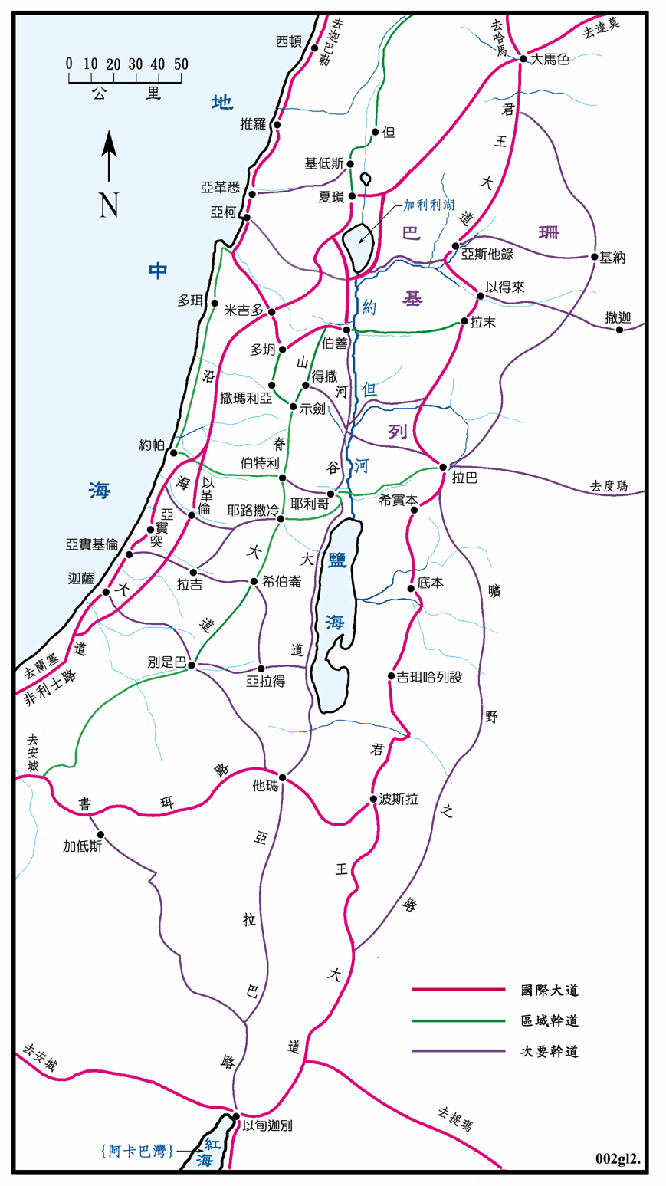 西頓
去哈馬
去達莫
0 10 20 30 40 50
公里
大馬色
地
推羅
但
君王大道
N
基低斯
亞革悉
夏瑣
加利利湖
亞柯
巴珊
亞斯他錄
基納
中
多珥
米吉多
基列
以得來
約但河
撒迦
拉末
伯善
多坍
山脊大道
得撒
河谷大道
沿海大道
撒瑪利亞
示劍
約帕
伯特利
拉巴
去度瑪
海
以革倫
耶利哥
亞實突
耶路撒冷
希實本
亞實基倫
鹽海
迦薩
拉吉
希伯崙
底本
曠野之路
去蘭塞
非利士路
別是巴
亞拉得
吉珥哈列設
去安城
書珥路
他瑪
君王大道
波斯拉
加低斯
亞拉巴路
國際大道
區域幹道
次要幹道
去安城
去提瑪
以旬迦別
{阿卡巴灣}
紅海
002gl2.